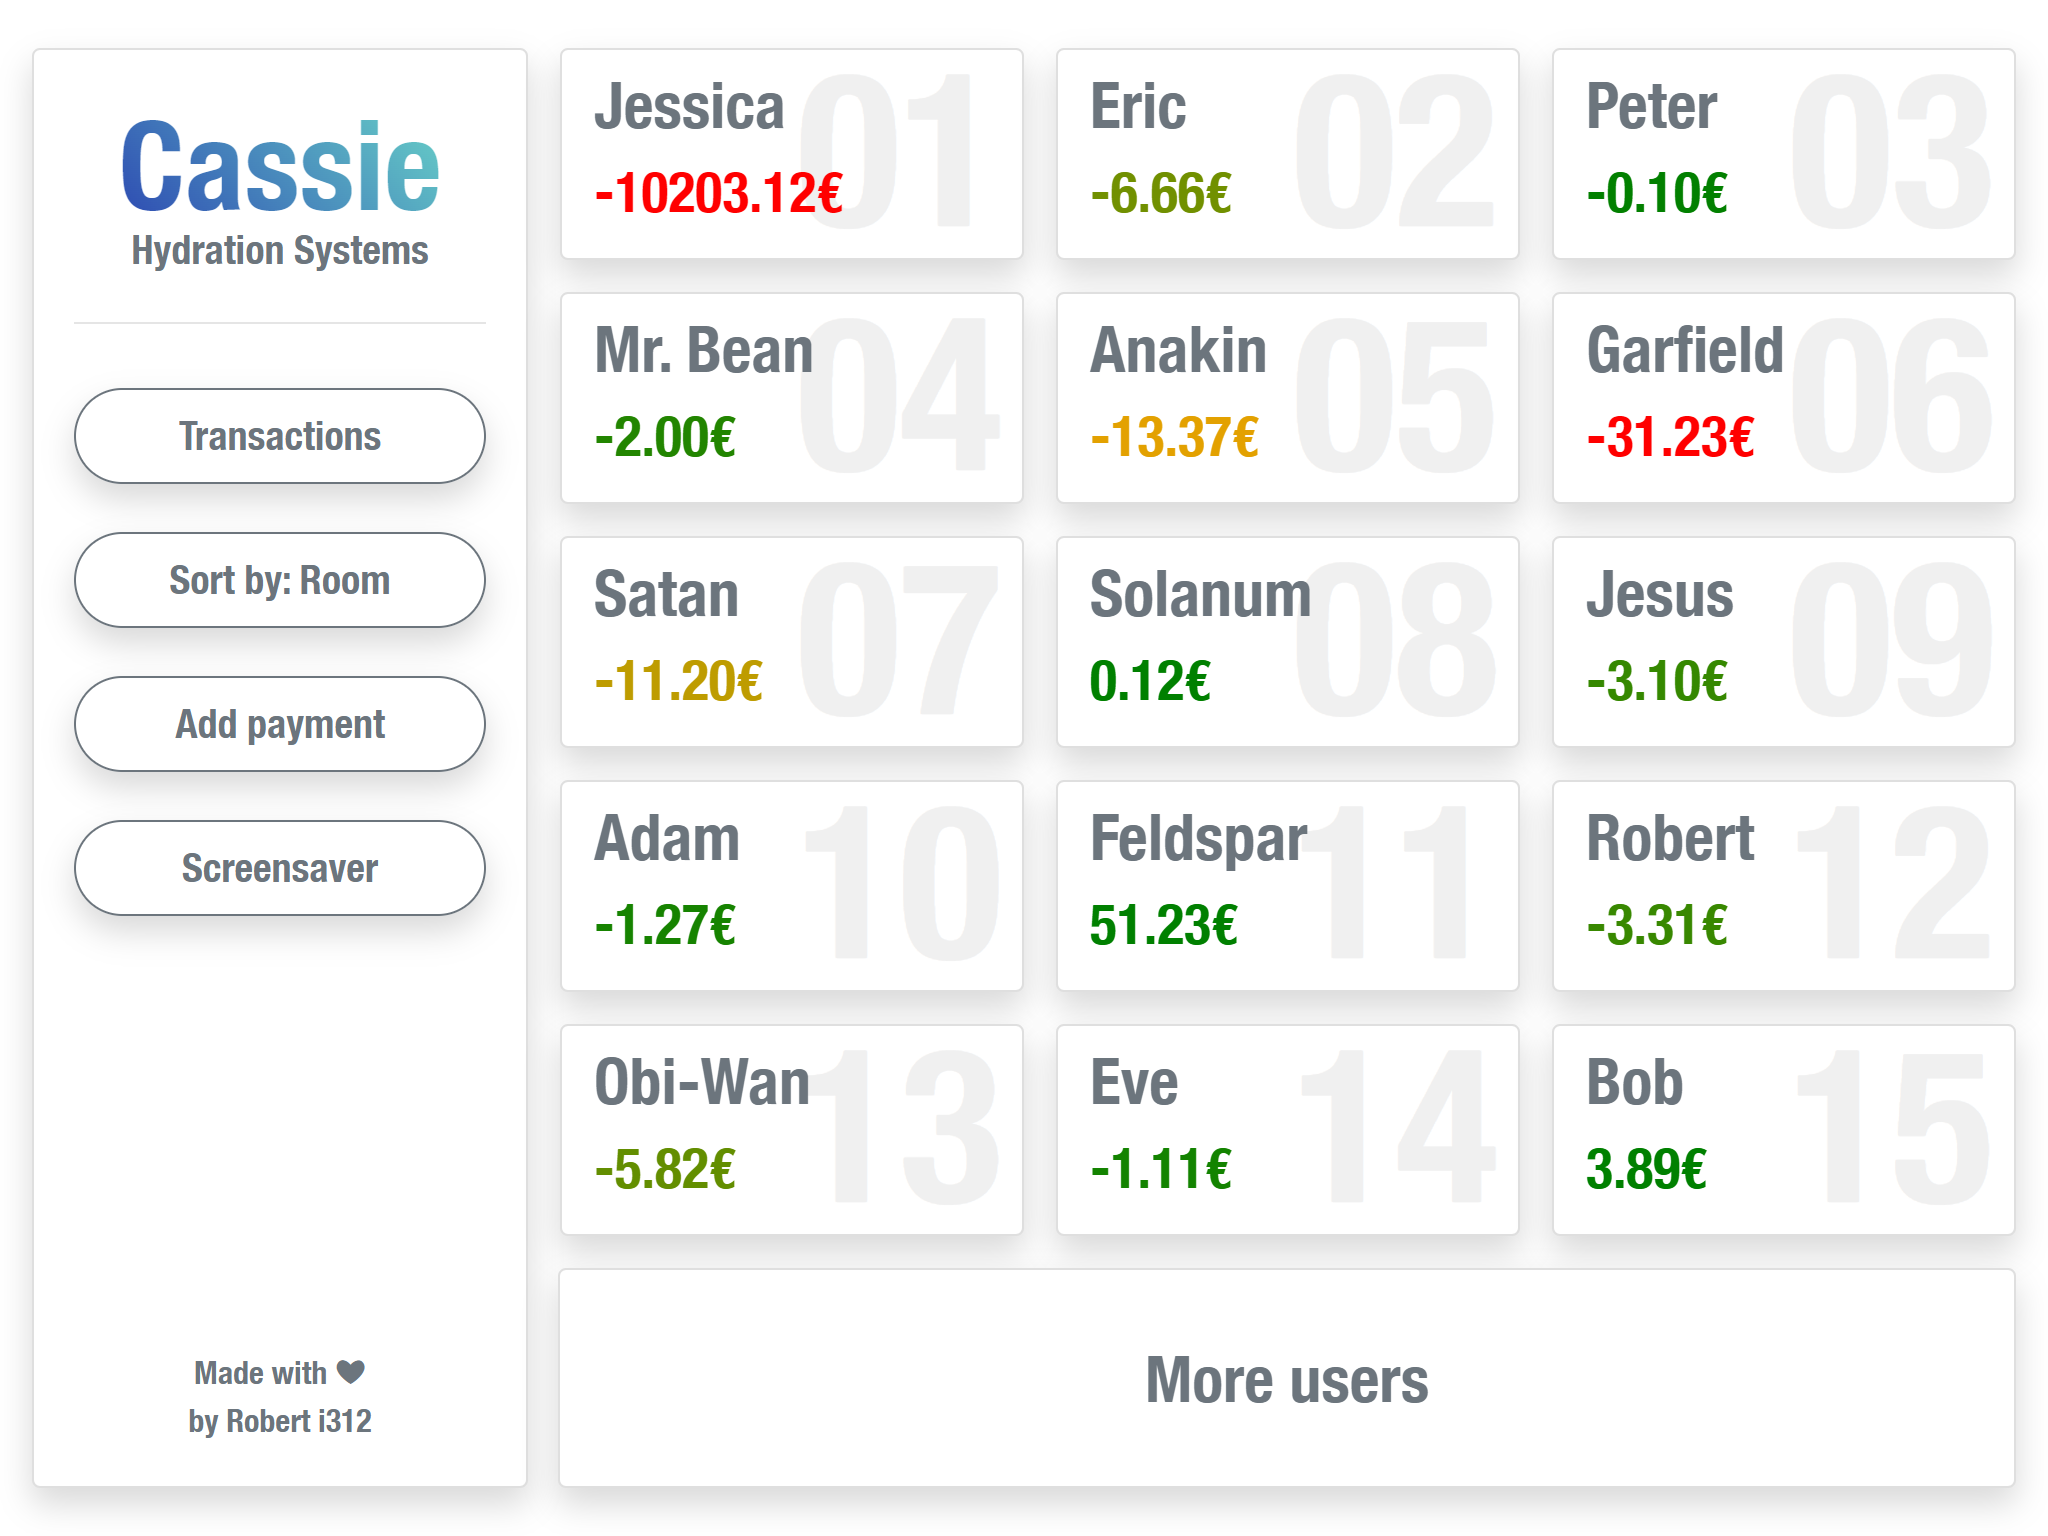 Cassie
Hydration Systems
Transactions
Sort by: Room
Add payment
Screensaver
Made with ♥
by Robert i312
Jessica 01
-10203.12€
Eric 02
-6.66€
Peter 03
-0.10€
Mr. Bean 04
-2.00€
Anakin 05
-13.37€
Garfield 06
-31.23€
Satan 07
-11.20€
Solanum 08
0.12€
Jesus 09
-3.10€
Adam 10
-1.27€
Feldspar 11
51.23€
Robert 12
-3.31€
Obi-Wan 13
-5.82€
Eve 14
-1.11€
Bob 15
3.89€
More users